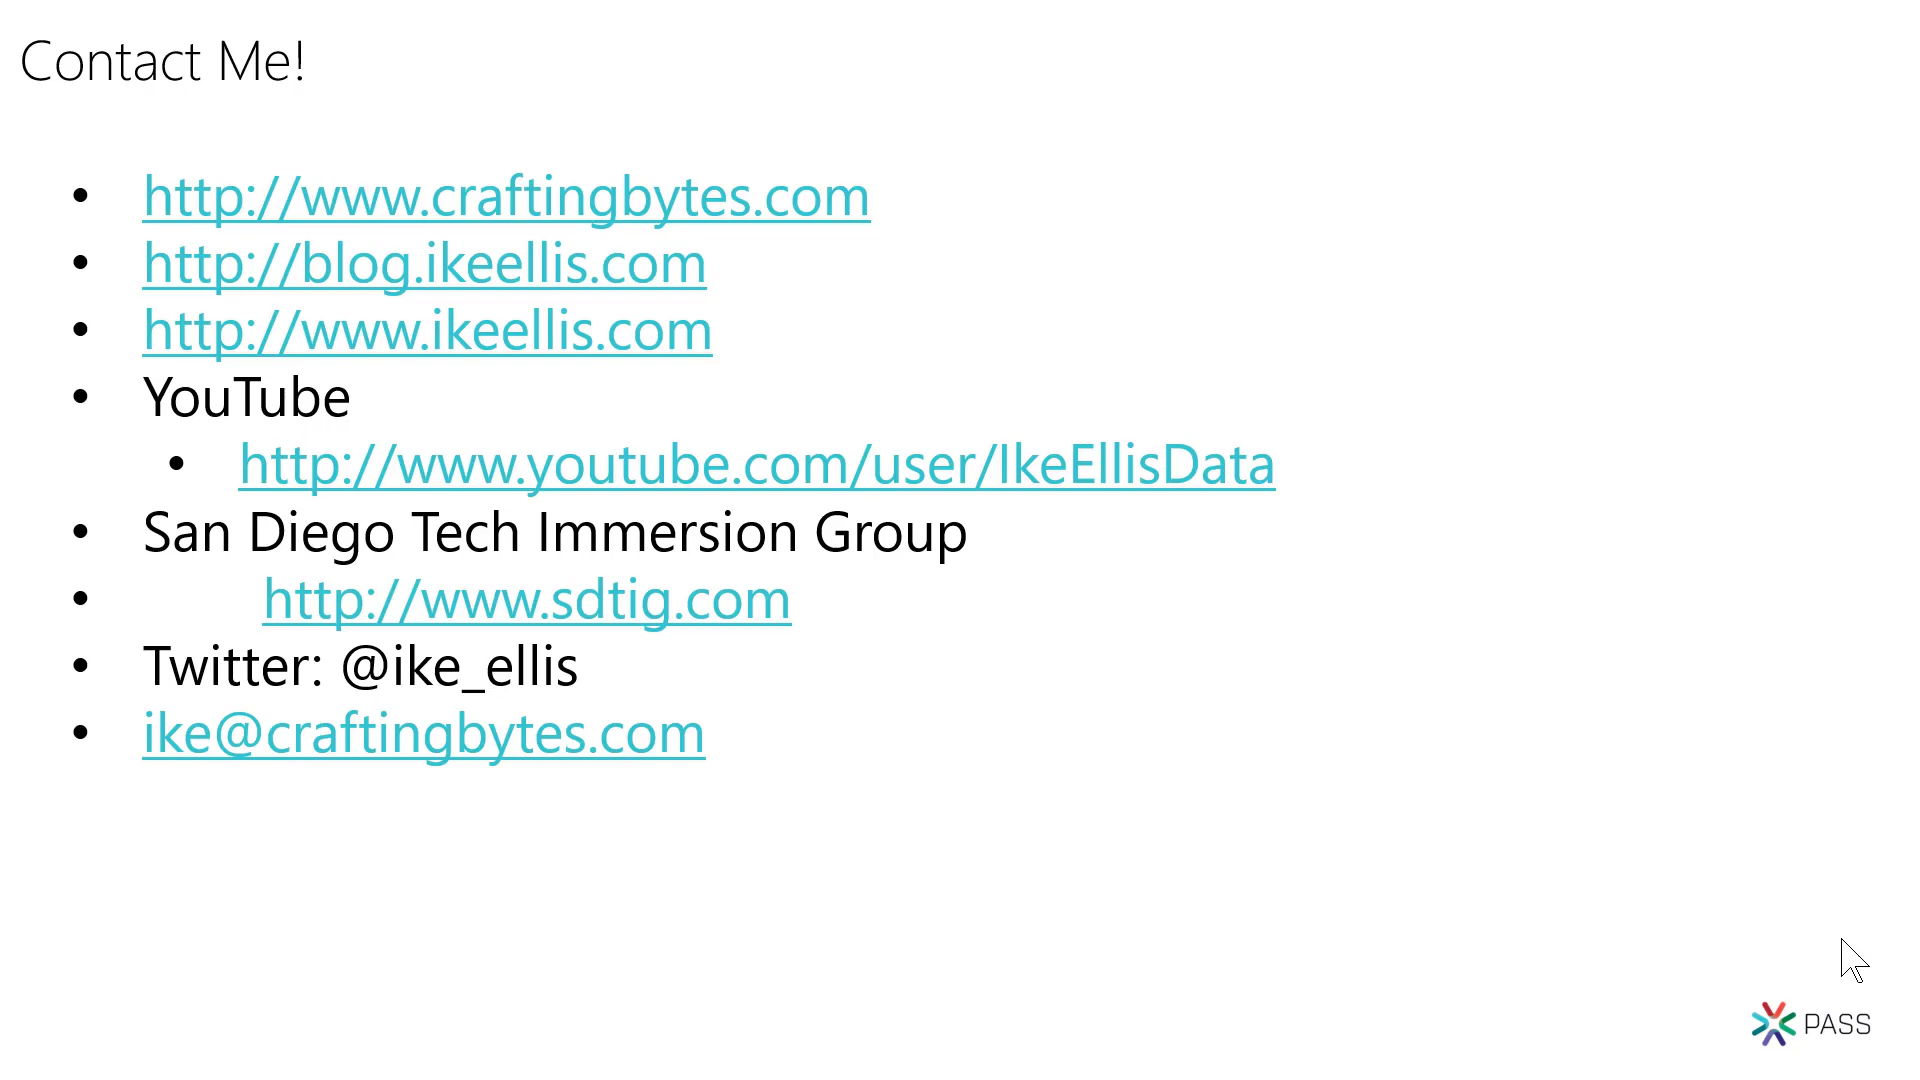 Contact Me!
• http://www.craftingbytes.com
• http://blog.ikeellis.com
• http://www.ikeellis.com
• YouTube
• http://www.youtube.com/user/IkeEllisData
• San Diego Tech Immersion Group
• http://www.sdtig.com
• Twitter: @ike_ellis
• ike@craftingbytes.com
PASS